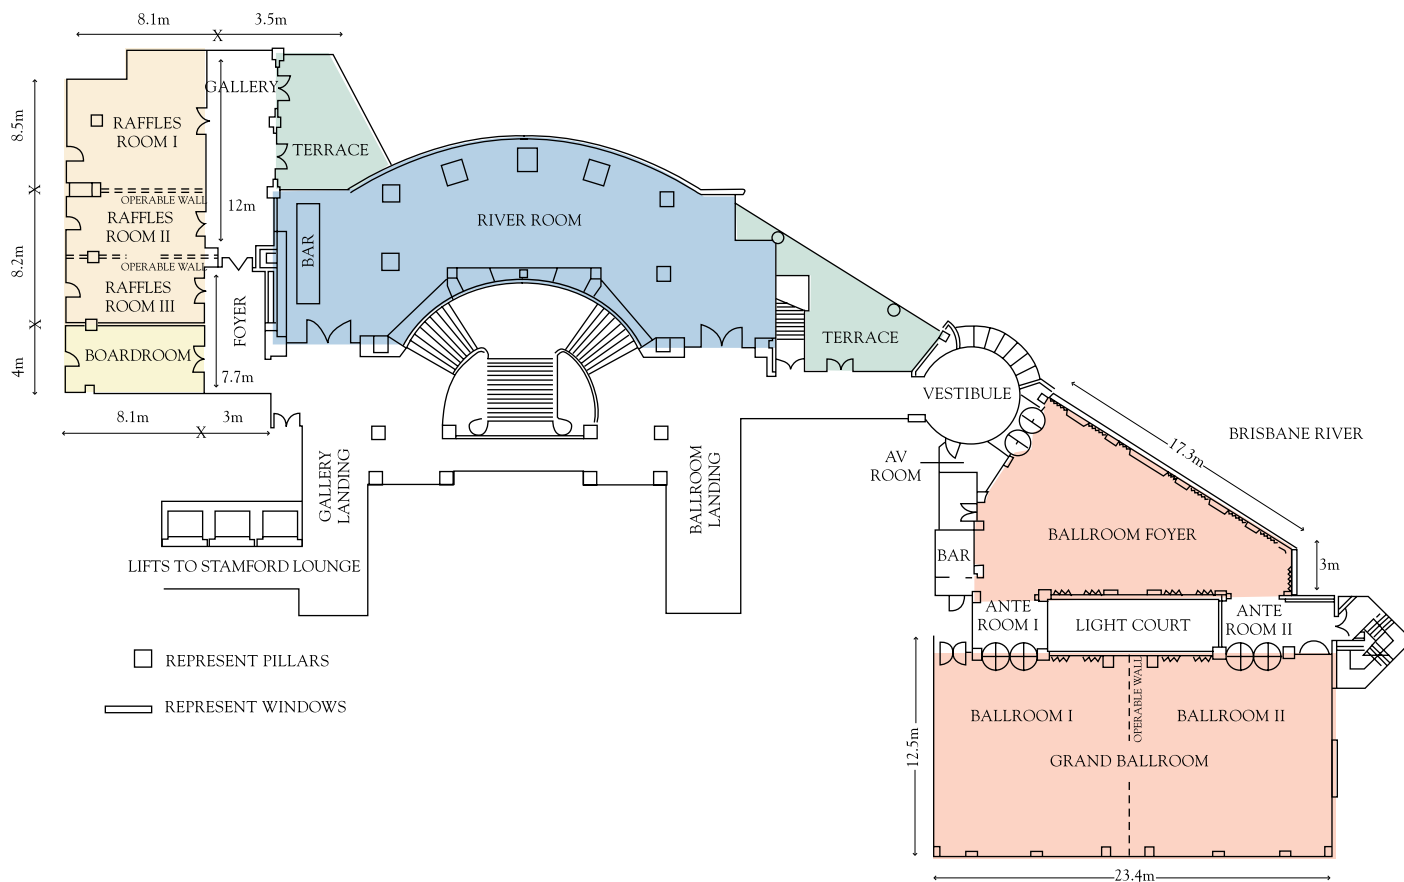 8.1m
3.5m
X
GALLERY
8.5m
RAFFLES
ROOM I
TERRACE
X
OPERABLE WALL
12m
RAFFLES
ROOM II
RIVER ROOM
BAR
8.2m
OPERABLE WALL
RAFFLES
ROOM III
FOYER
X
BOARDROOM
4m
7.7m
TERRACE
8.1m
X
3m
VESTIBULE
17.3m
BRISBANE RIVER
AV
ROOM
GALLERY
LANDING
BALLROOM
LANDING
BALLROOM FOYER
BAR
3m
LIFTS TO STAMFORD LOUNGE
ANTE
ROOM I
LIGHT COURT
ANTE
ROOM II
REPRESENT PILLARS
REPRESENT WINDOWS
OPERABLE WALL
BALLROOM I
BALLROOM II
12.5m
GRAND BALLROOM
23.4m